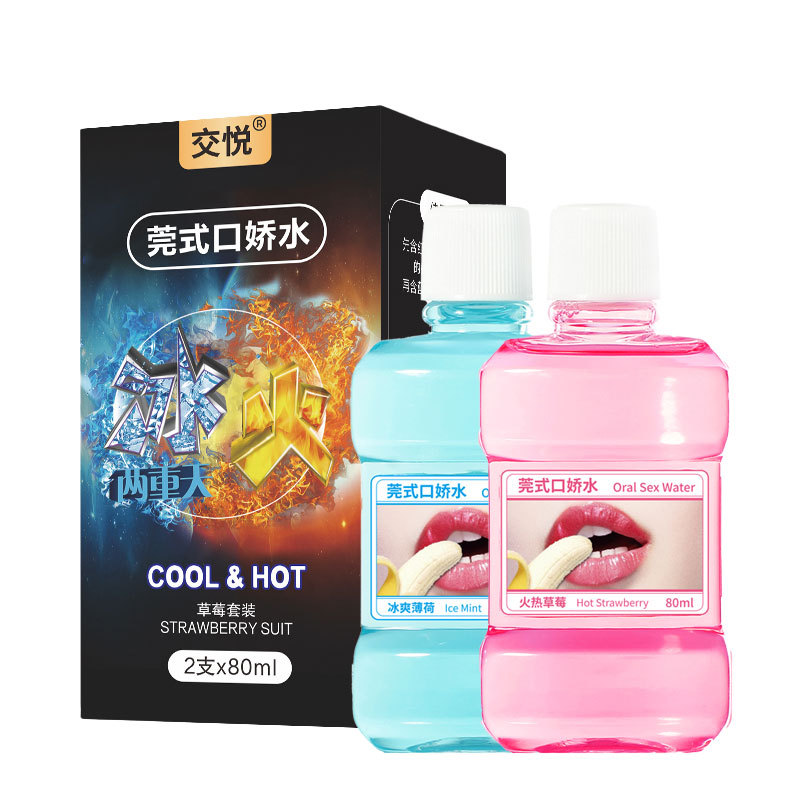 交悦®
莞式口娇水
冰火
两重天
COOL & HOT
草莓套装
STRAWBERRY SUIT
2支x80ml
莞式口娇水
冰爽薄荷 Ice Mint
莞式口娇水 Oral Sex Water
火热草莓 Hot Strawberry 80ml